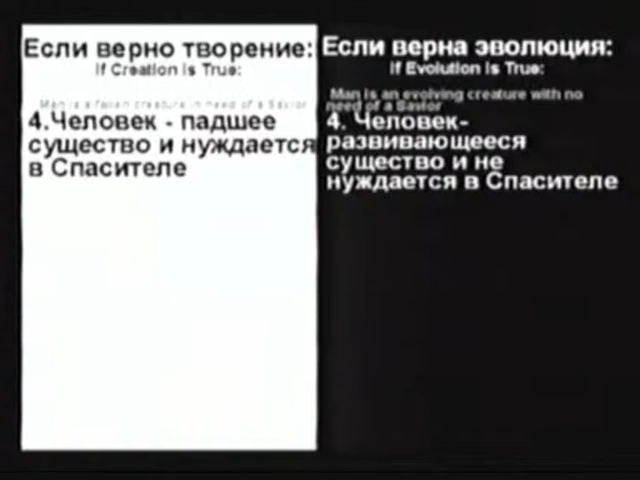 Если верно творение:
If Creation is True:
Man is a fallen creature in need of a Savior
4.Человек - падшее
существо и нуждается
в Спасителе
Если верна эволюция:
If Evolution is True:
Man is an evolving creature with no
need of a Savior
4. Человек-
развивающееся
существо и не
нуждается в Спасителе